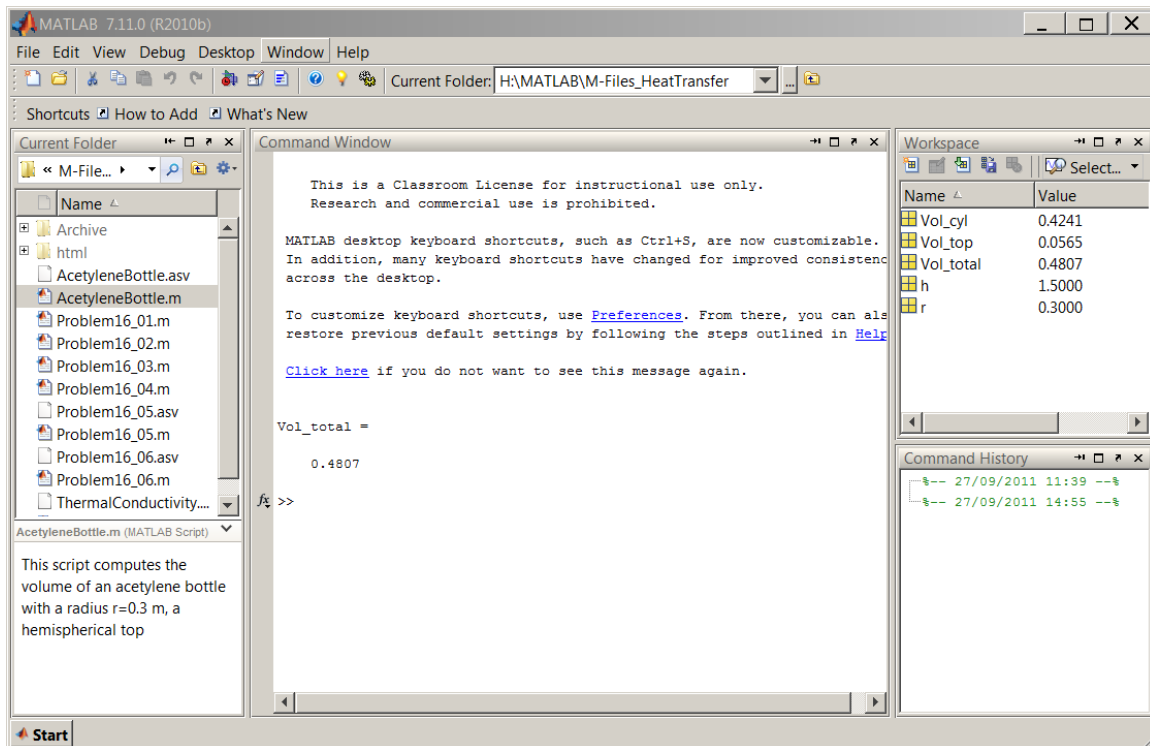 MATLAB 7.11.0 (R2010b)
File Edit View Debug Desktop Window Help
Current Folder: H:\MATLAB\M-Files_HeatTransfer ...
Shortcuts How to Add What's New
Current Folder
« M-File...
Name
Archive
html
AcetyleneBottle.asv
AcetyleneBottle.m
Problem16_01.m
Problem16_02.m
Problem16_03.m
Problem16_04.m
Problem16_05.asv
Problem16_05.m
Problem16_06.asv
Problem16_06.m
ThermalConductivity....
AcetyleneBottle.m (MATLAB Script)
This script computes the
volume of an acetylene bottle
with a radius r=0.3 m, a
hemispherical top
Command Window
This is a Classroom License for instructional use only.
Research and commercial use is prohibited.
MATLAB desktop keyboard shortcuts, such as Ctrl+S, are now customizable.
In addition, many keyboard shortcuts have changed for improved consistenc
across the desktop.
To customize keyboard shortcuts, use Preferences. From there, you can als
restore previous default settings by following the steps outlined in Help
Click here if you do not want to see this message again.
Vol_total =
0.4807
fx >>
Workspace
Select...
Name Value
Vol_cyl 0.4241
Vol_top 0.0565
Vol_total 0.4807
h 1.5000
r 0.3000
Command History
%-- 27/09/2011 11:39 --%
%-- 27/09/2011 14:55 --%
Start